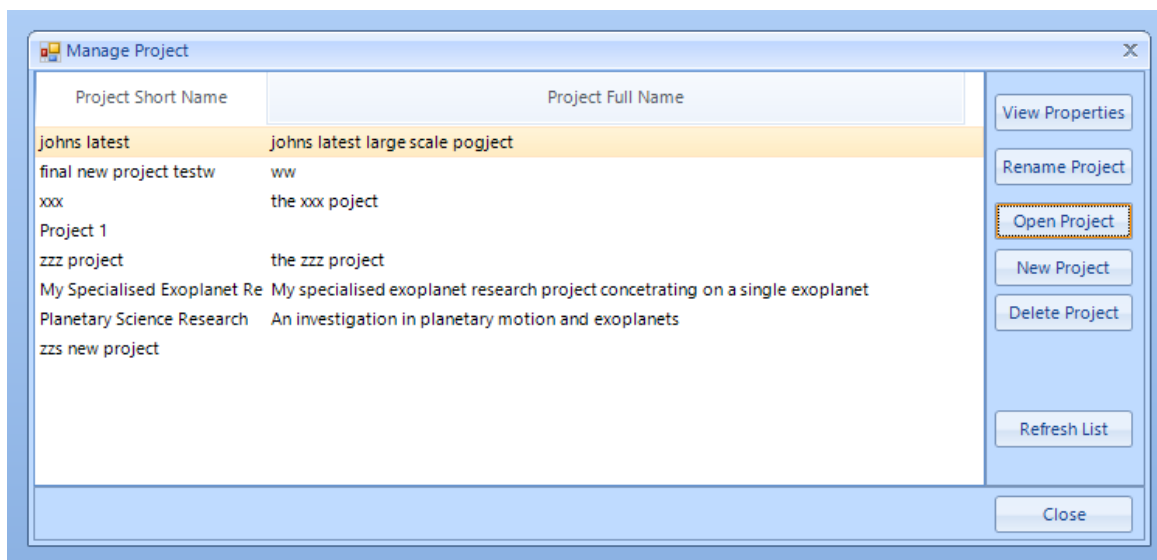 Manage Project
Project Short Name Project Full Name
johns latest johns latest large scale pogject
final new project testw ww
xxx the xxx poject
Project 1
zzz project the zzz project
My Specialised Exoplanet Re My specialised exoplanet research project concetrating on a single exoplanet
Planetary Science Research An investigation in planetary motion and exoplanets
zzs new project
View Properties
Rename Project
Open Project
New Project
Delete Project
Refresh List
Close